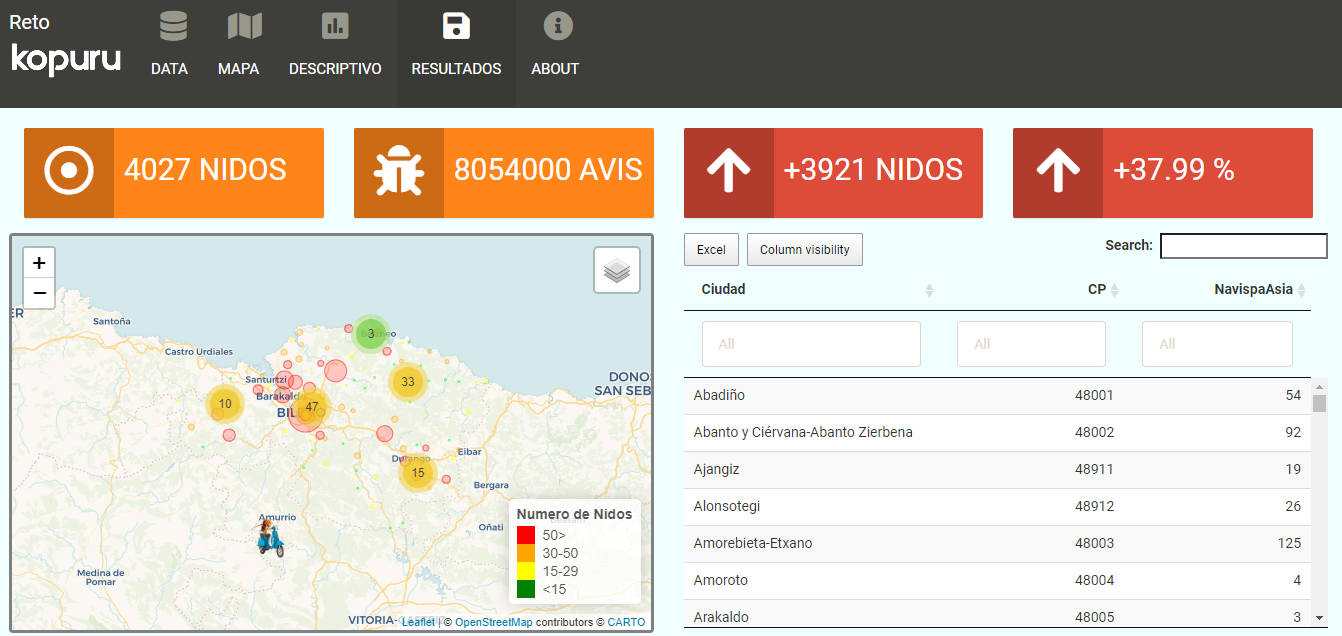 Reto
kopuru
DATA
MAPA
DESCRIPTIVO
RESULTADOS
ABOUT
4027 NIDOS
8054000 AVIS
+3921 NIDOS
+37.99 %
+
−
Santoña
Castro Urdiales
Santurtzi
Barakald
BIL
3
33
10
47
15
DONOS
SAN SEB
Eibar
Bergara
Oñati
Amurrio
Medina de
Pomar
VITORIA-
Numero de Nidos
50>
30-50
15-29
<15
Leaflet | © OpenStreetMap contributors © CARTO
Excel
Column visibility
Search:
Ciudad CP NavispaAsia
All All All
Abadiño 48001 54
Abanto y Ciérvana-Abanto Zierbena 48002 92
Ajangiz 48911 19
Alonsotegi 48912 26
Amorebieta-Etxano 48003 125
Amoroto 48004 4
Arakaldo 48005 3